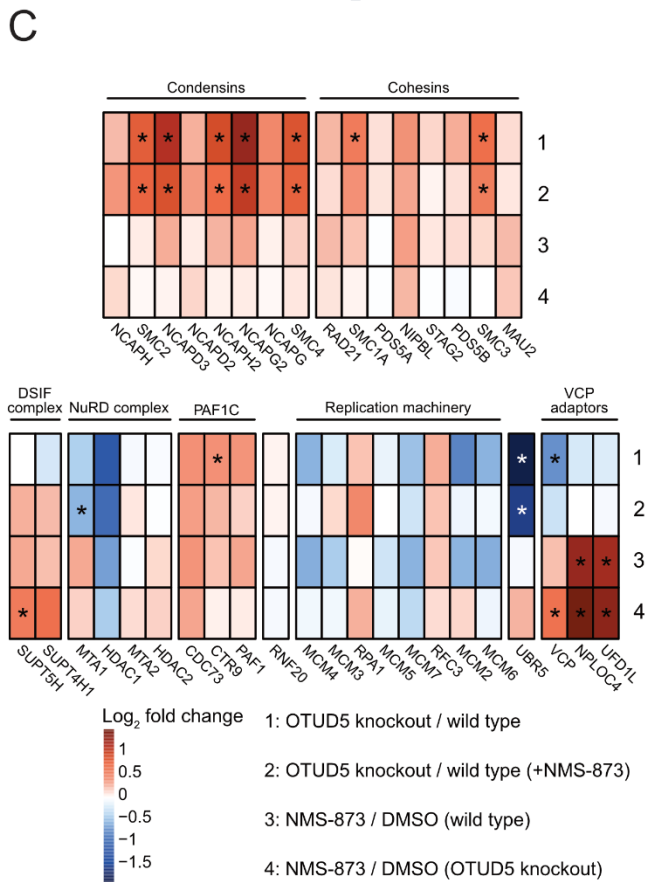 C
Condensins Cohesins
* * * * * * * 1
* * * * * * 2
3
4
NCAPH SMC2 NCAPD3 NCAPD2 NCAPH2 NCAPG2 NCAPG SMC4 RAD21 SMC1A PDS5A NIPBL STAG2 PDS5B SMC3 MAU2
DSIF
complex NuRD complex PAF1C Replication machinery VCP
adaptors
* * * 1
* * 2
* * 3
* * * * 4
SUPT5H SUPT4H1 MTA1 HDAC1 MTA2 HDAC2 CDC73 CTR9 PAF1 RNF20 MCM4 MCM3 RPA1 MCM5 MCM7 RFC3 MCM2 MCM6 UBR5 VCP NPLOC4 UFD1L
Log2 fold change
1
0.5
0
−0.5
−1
−1.5
1: OTUD5 knockout / wild type
2: OTUD5 knockout / wild type (+NMS-873)
3: NMS-873 / DMSO (wild type)
4: NMS-873 / DMSO (OTUD5 knockout)